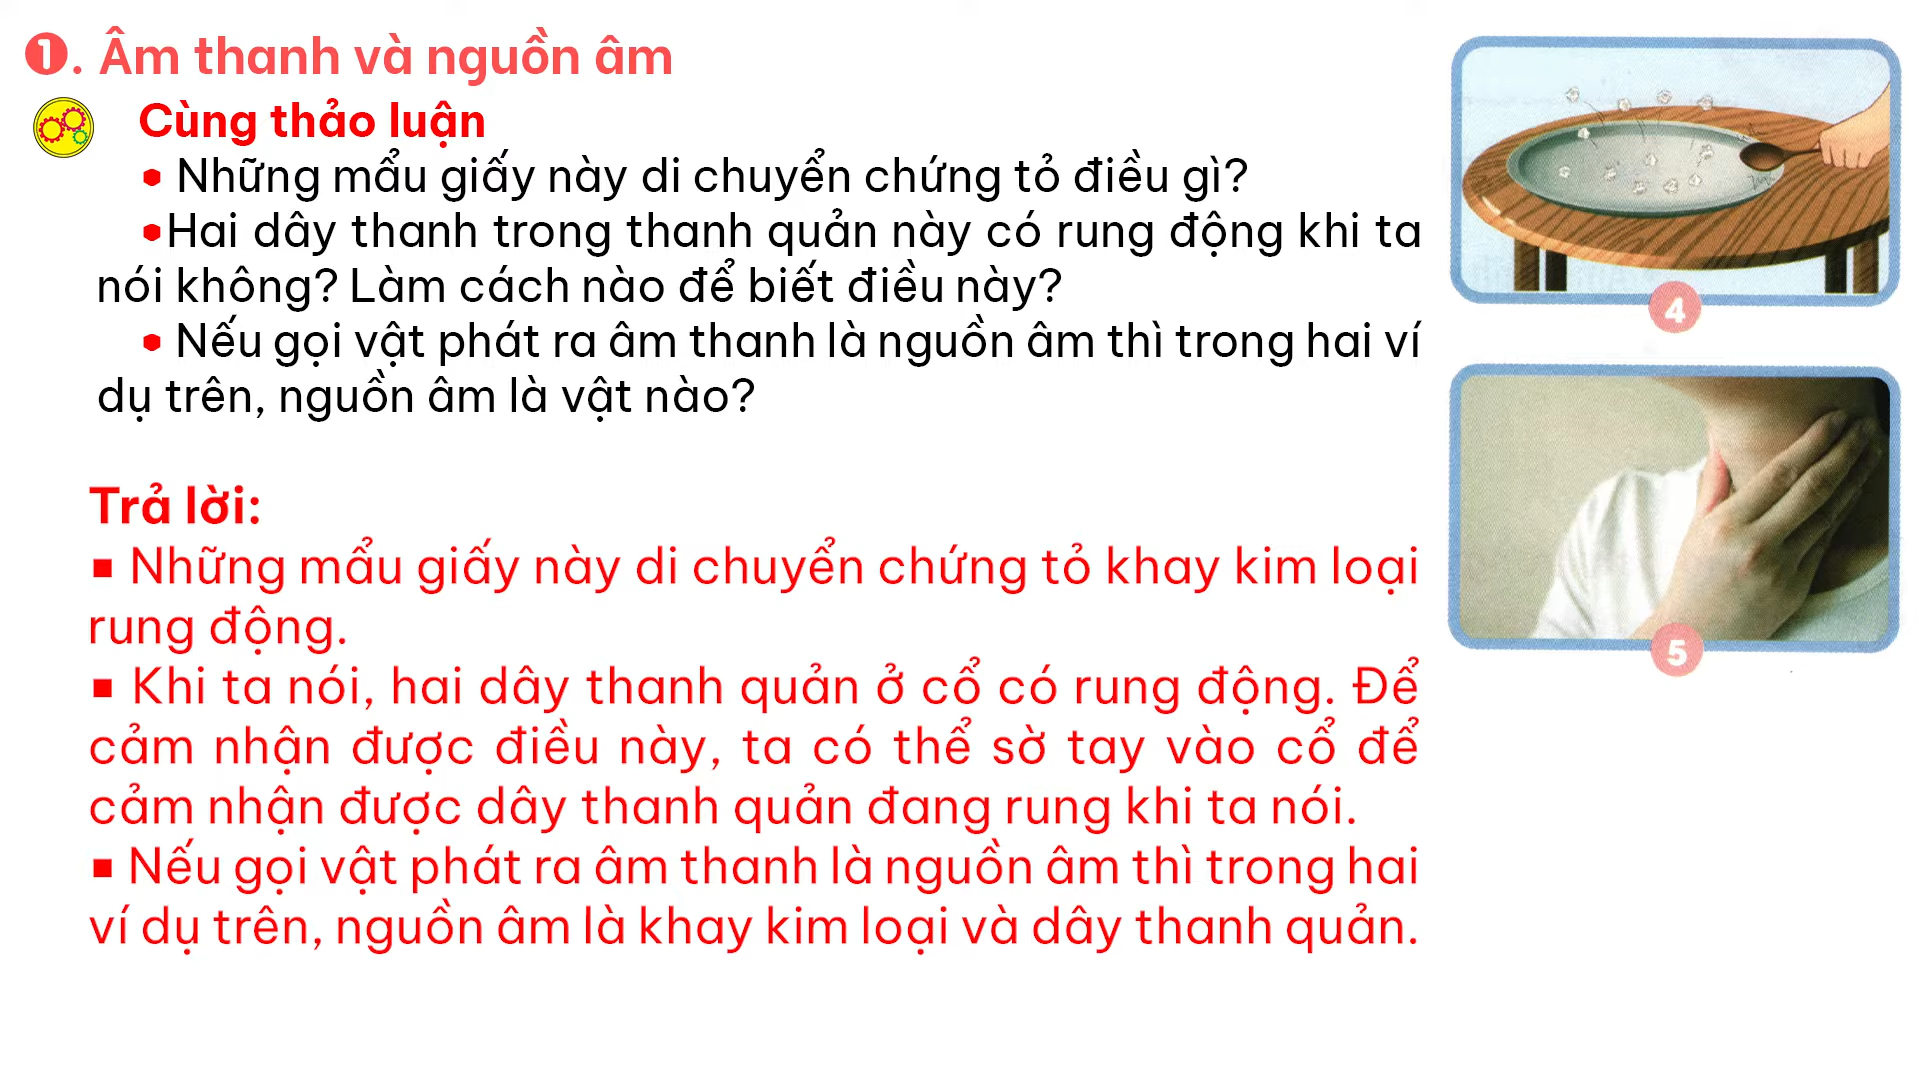 ❶. Âm thanh và nguồn âm
Cùng thảo luận
• Những mẩu giấy này di chuyển chứng tỏ điều gì?
•Hai dây thanh trong thanh quản này có rung động khi ta
nói không? Làm cách nào để biết điều này?
• Nếu gọi vật phát ra âm thanh là nguồn âm thì trong hai ví
dụ trên, nguồn âm là vật nào?
4
5
Trả lời:
▪ Những mẩu giấy này di chuyển chứng tỏ khay kim loại
rung động.
▪ Khi ta nói, hai dây thanh quản ở cổ có rung động. Để
cảm nhận được điều này, ta có thể sờ tay vào cổ để
cảm nhận được dây thanh quản đang rung khi ta nói.
▪ Nếu gọi vật phát ra âm thanh là nguồn âm thì trong hai
ví dụ trên, nguồn âm là khay kim loại và dây thanh quản.